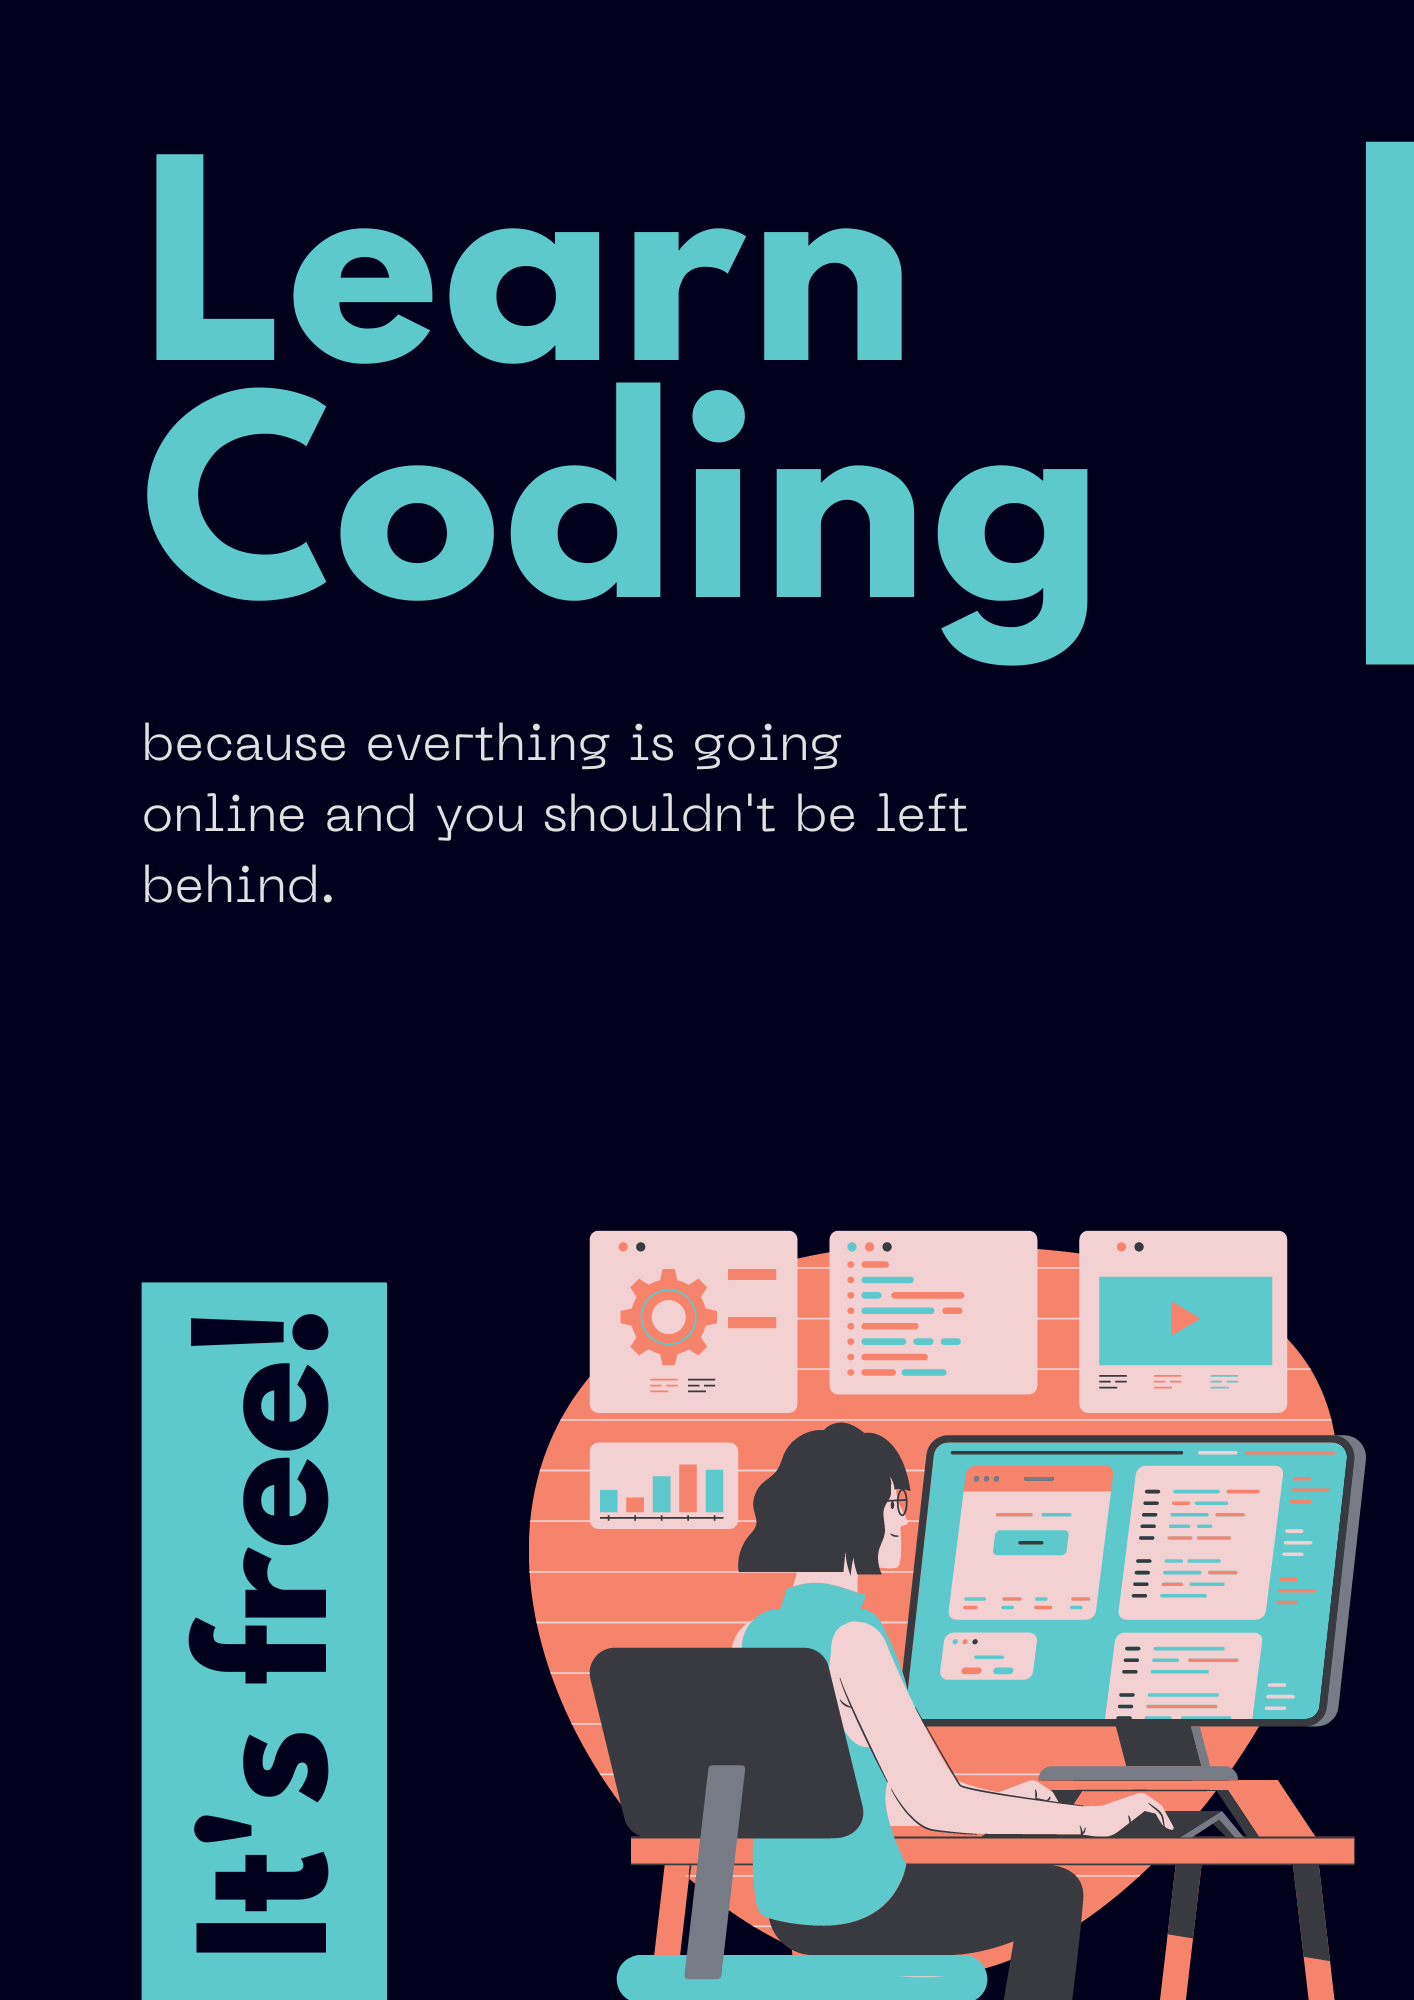 Learn
Coding
because everthing is going
online and you shouldn't be left
behind.
It's free!